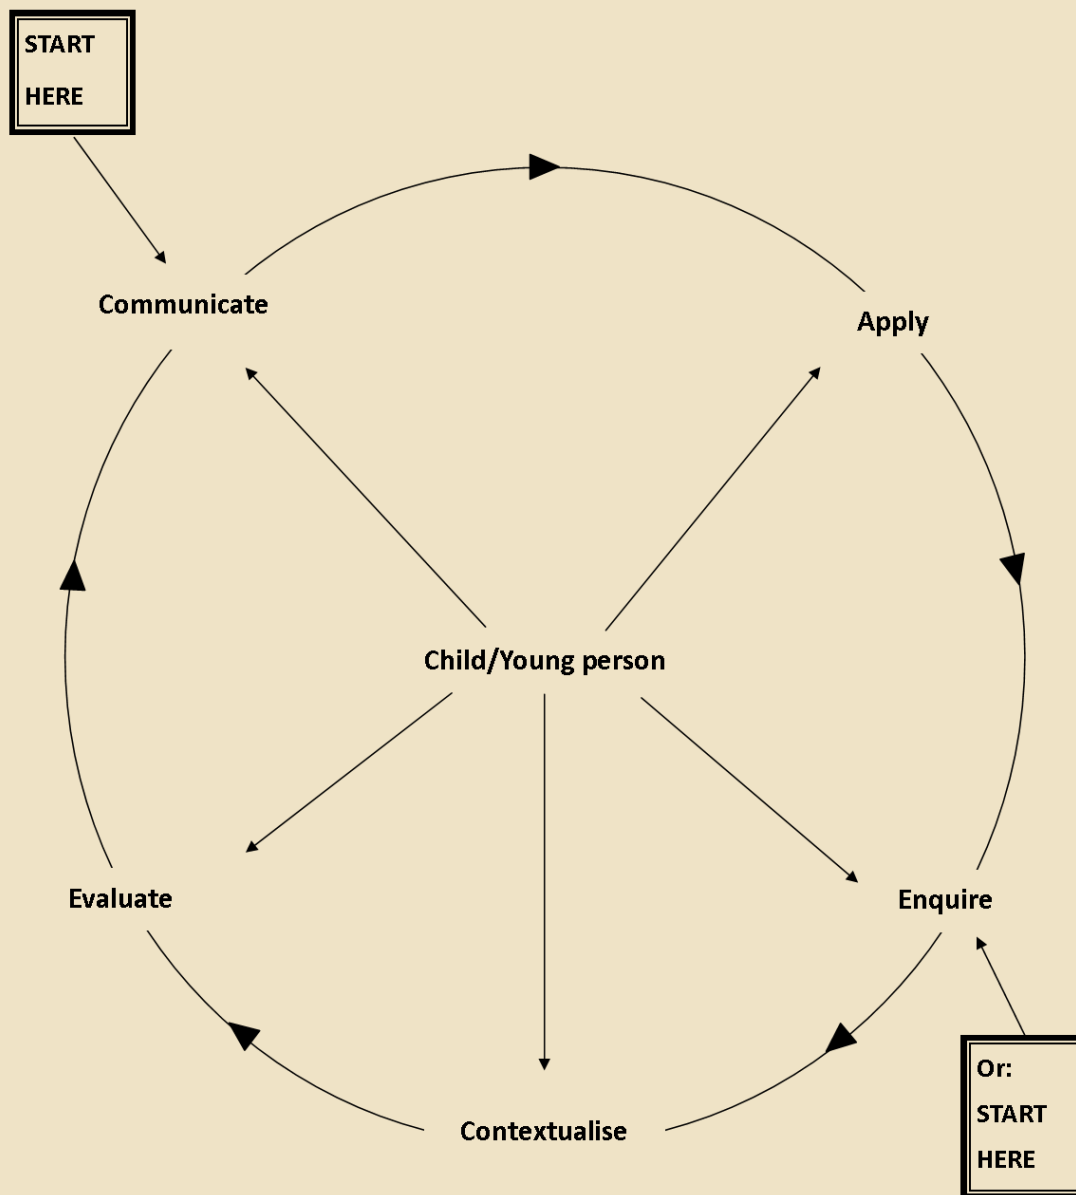 START
HERE
Communicate
Apply
Child/Young person
Evaluate
Enquire
Contextualise
Or:
START
HERE